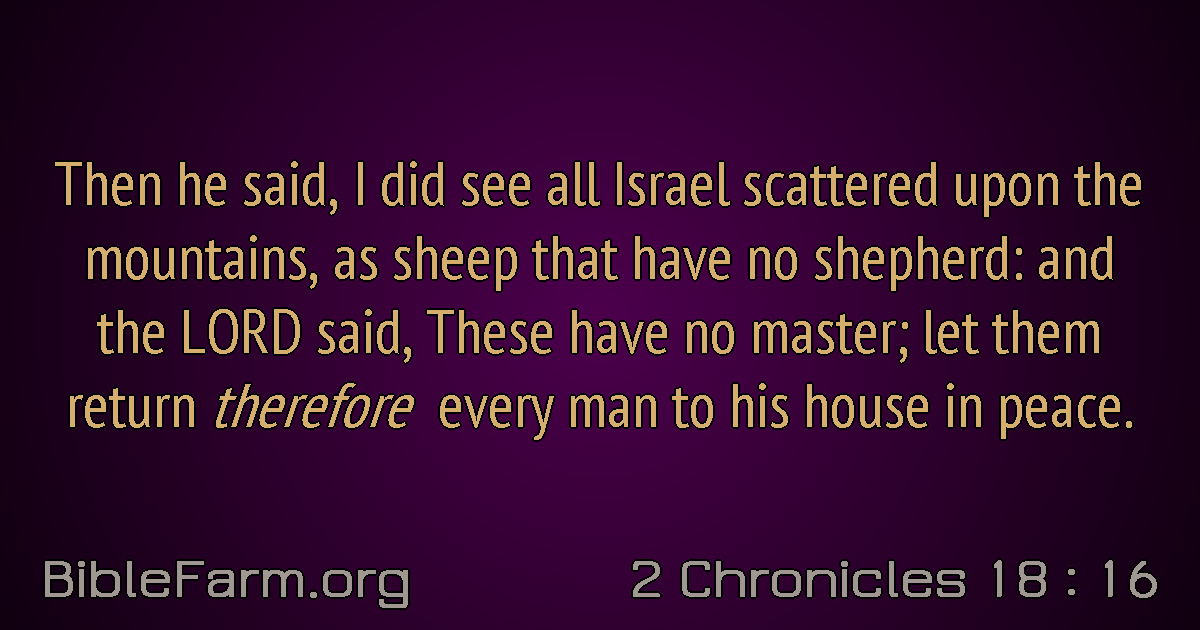 Then he said, I did see all Israel scattered upon the
mountains, as sheep that have no shepherd: and
the LORD said, These have no master; let them
return therefore every man to his house in peace.
BibleFarm.org
2 Chronicles 18 : 16